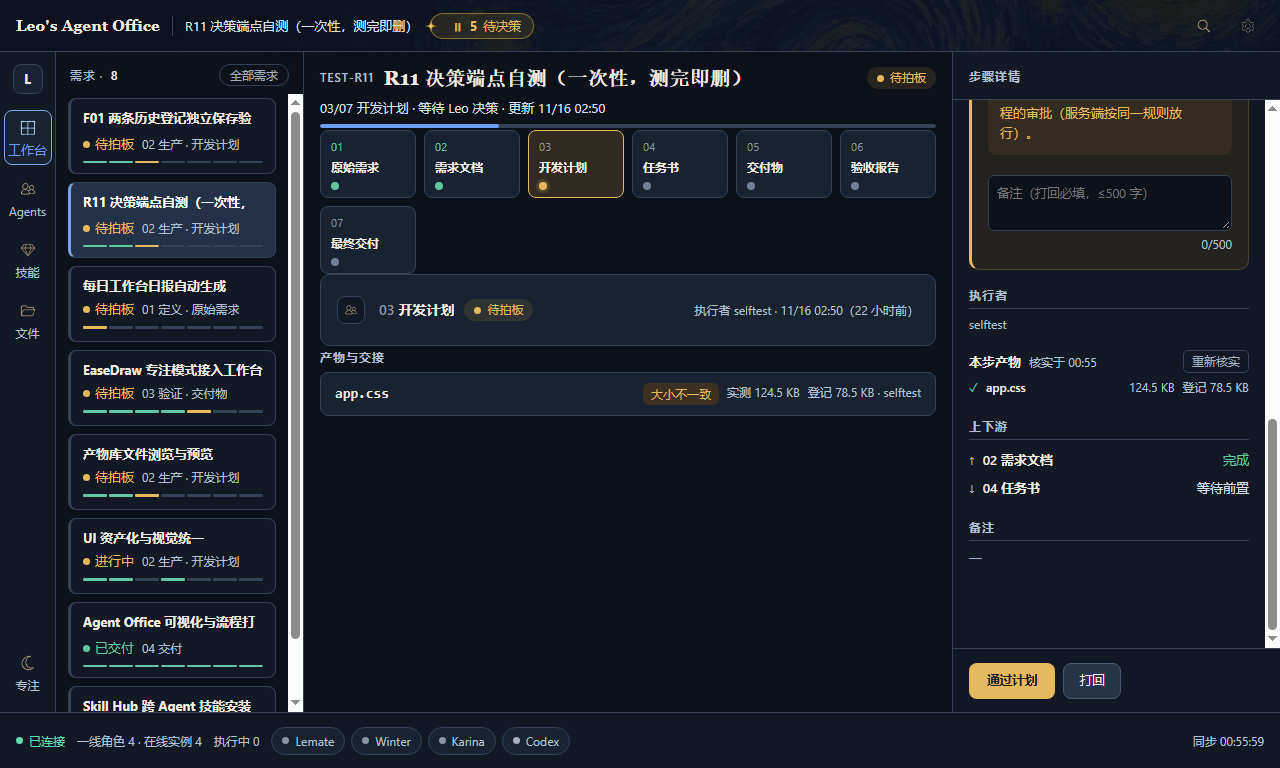 Leo's Agent Office
R11 决策端点自测（一次性，测完即删）
5 待决策
L
工作台
Agents
技能
文件
专注
需求 · 8
全部需求
F01 两条历史登记独立保存验
待拍板 02 生产 · 开发计划
R11 决策端点自测（一次性，
待拍板 02 生产 · 开发计划
每日工作台日报自动生成
待拍板 01 定义 · 原始需求
EaseDraw 专注模式接入工作台
待拍板 03 验证 · 交付物
产物库文件浏览与预览
待拍板 02 生产 · 开发计划
UI 资产化与视觉统一
进行中 02 生产 · 开发计划
Agent Office 可视化与流程打
已交付 04 交付
Skill Hub 跨 Agent 技能安装
TEST-R11 R11 决策端点自测（一次性，测完即删）
待拍板
03/07 开发计划 · 等待 Leo 决策 · 更新 11/16 02:50
01
原始需求
02
需求文档
03
开发计划
04
任务书
05
交付物
06
验收报告
07
最终交付
03 开发计划 待拍板
执行者 selftest · 11/16 02:50（22 小时前）
产物与交接
app.css
大小不一致 实测 124.5 KB 登记 78.5 KB · selftest
步骤详情
程的审批（服务端按同一规则放
行）。
备注（打回必填，≤500 字）
0/500
执行者
selftest
本步产物 核实于 00:55
重新核实
✓ app.css 124.5 KB 登记 78.5 KB
上下游
↑ 02 需求文档 完成
↓ 04 任务书 等待前置
备注
—
通过计划
打回
已连接 一线角色 4 · 在线实例 4 执行中 0
Lemate
Winter
Karina
Codex
同步 00:55:59